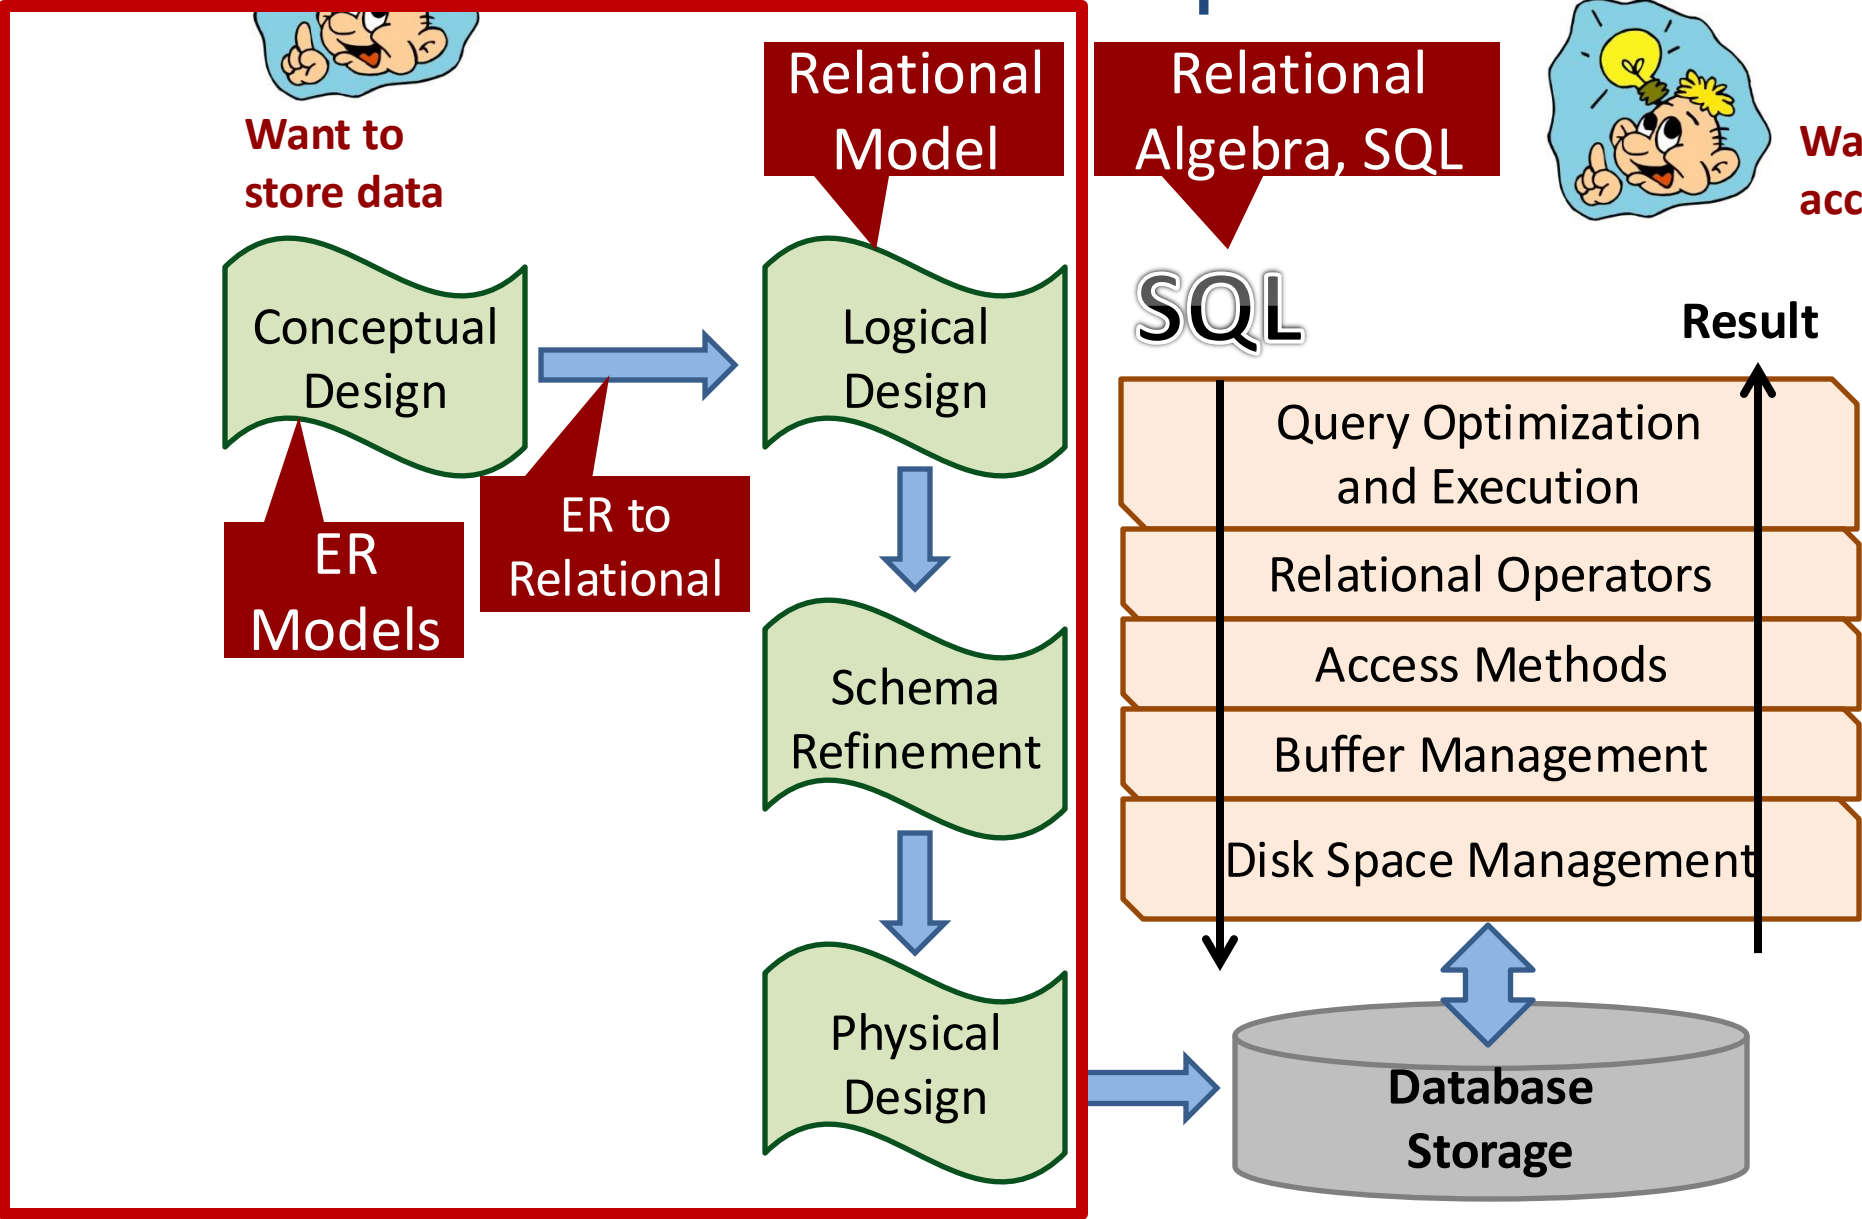 Want to
store data
Relational
Model
Relational
Algebra, SQL
Conceptual
Design
Logical
Design
SQL
Result
ER
Models
ER to
Relational
Query Optimization
and Execution
Relational Operators
Access Methods
Buffer Management
Disk Space Management
Schema
Refinement
Physical
Design
Database
Storage